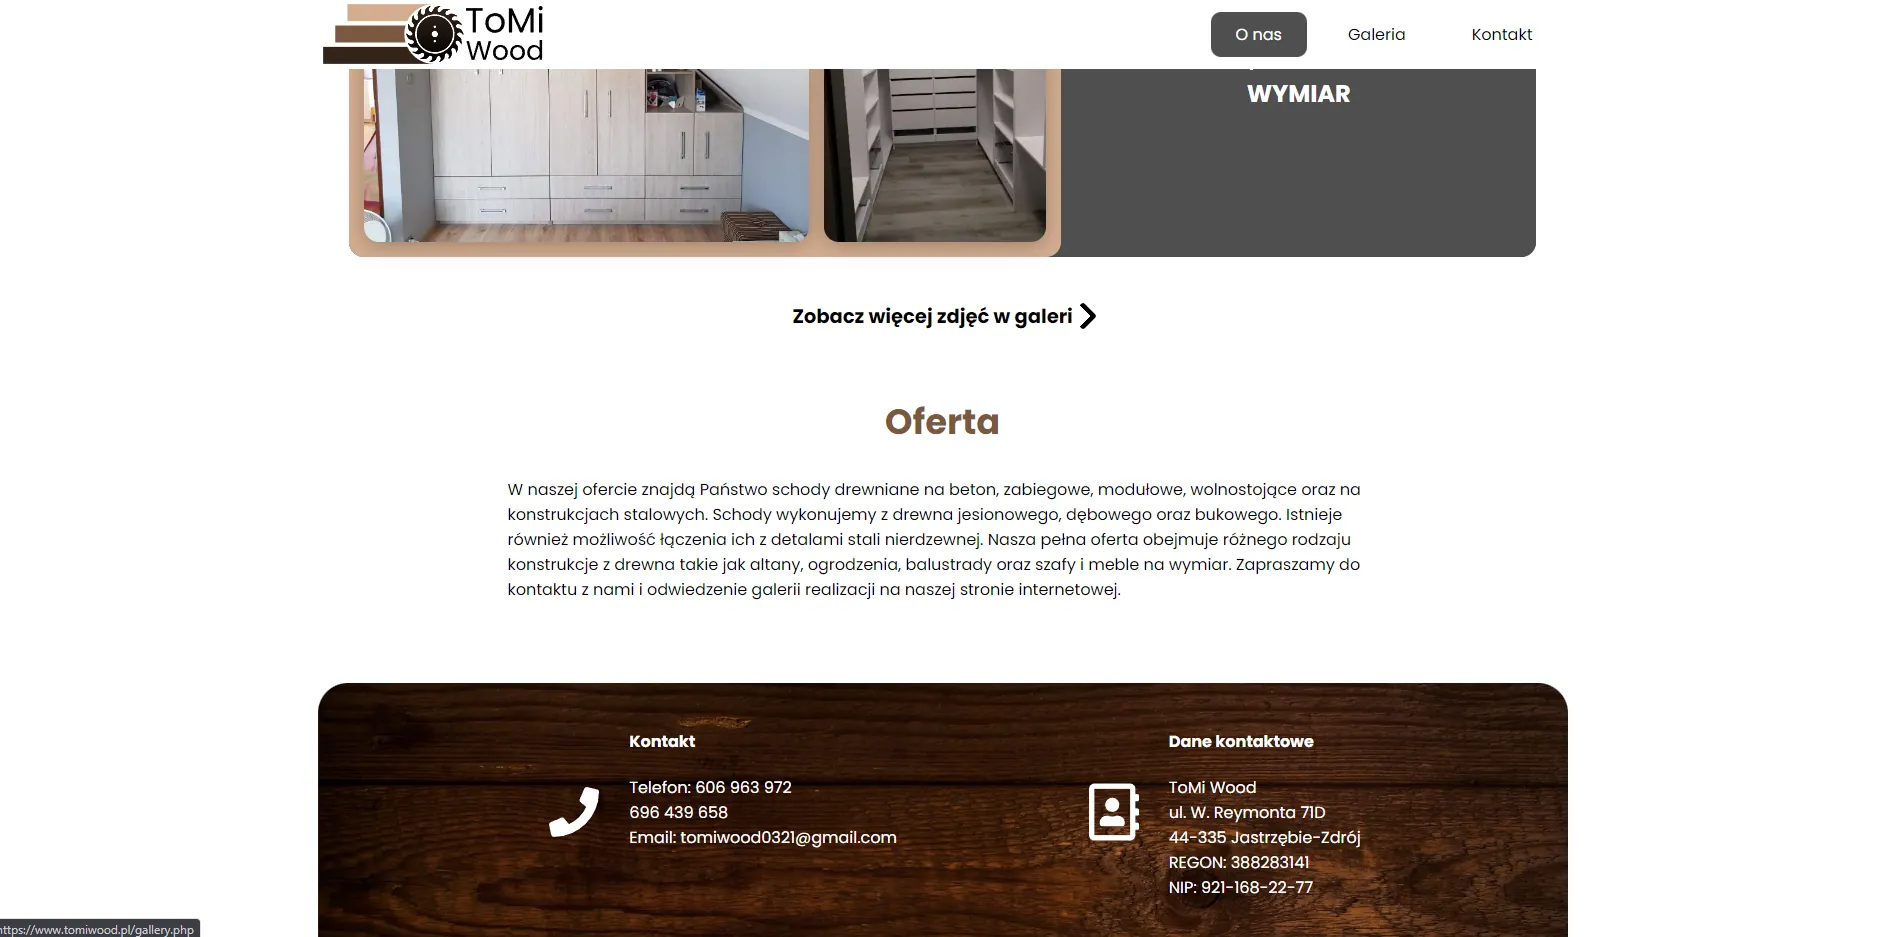 ToMi
Wood
O nas
Galeria
Kontakt
WYMIAR
Zobacz więcej zdjęć w galeri
Oferta
W naszej ofercie znajdą Państwo schody drewniane na beton, zabiegowe, modułowe, wolnostojące oraz na
konstrukcjach stalowych. Schody wykonujemy z drewna jesionowego, dębowego oraz bukowego. Istnieje
również możliwość łączenia ich z detalami stali nierdzewnej. Nasza pełna oferta obejmuje różnego rodzaju
konstrukcje z drewna takie jak altany, ogrodzenia, balustrady oraz szafy i meble na wymiar. Zapraszamy do
kontaktu z nami i odwiedzenie galerii realizacji na naszej stronie internetowej.
Kontakt
Telefon: 606 963 972
696 439 658
Email: tomiwood0321@gmail.com
Dane kontaktowe
ToMi Wood
ul. W. Reymonta 71D
44-335 Jastrzębie-Zdrój
REGON: 388283141
NIP: 921-168-22-77
https://www.tomiwood.pl/gallery.php